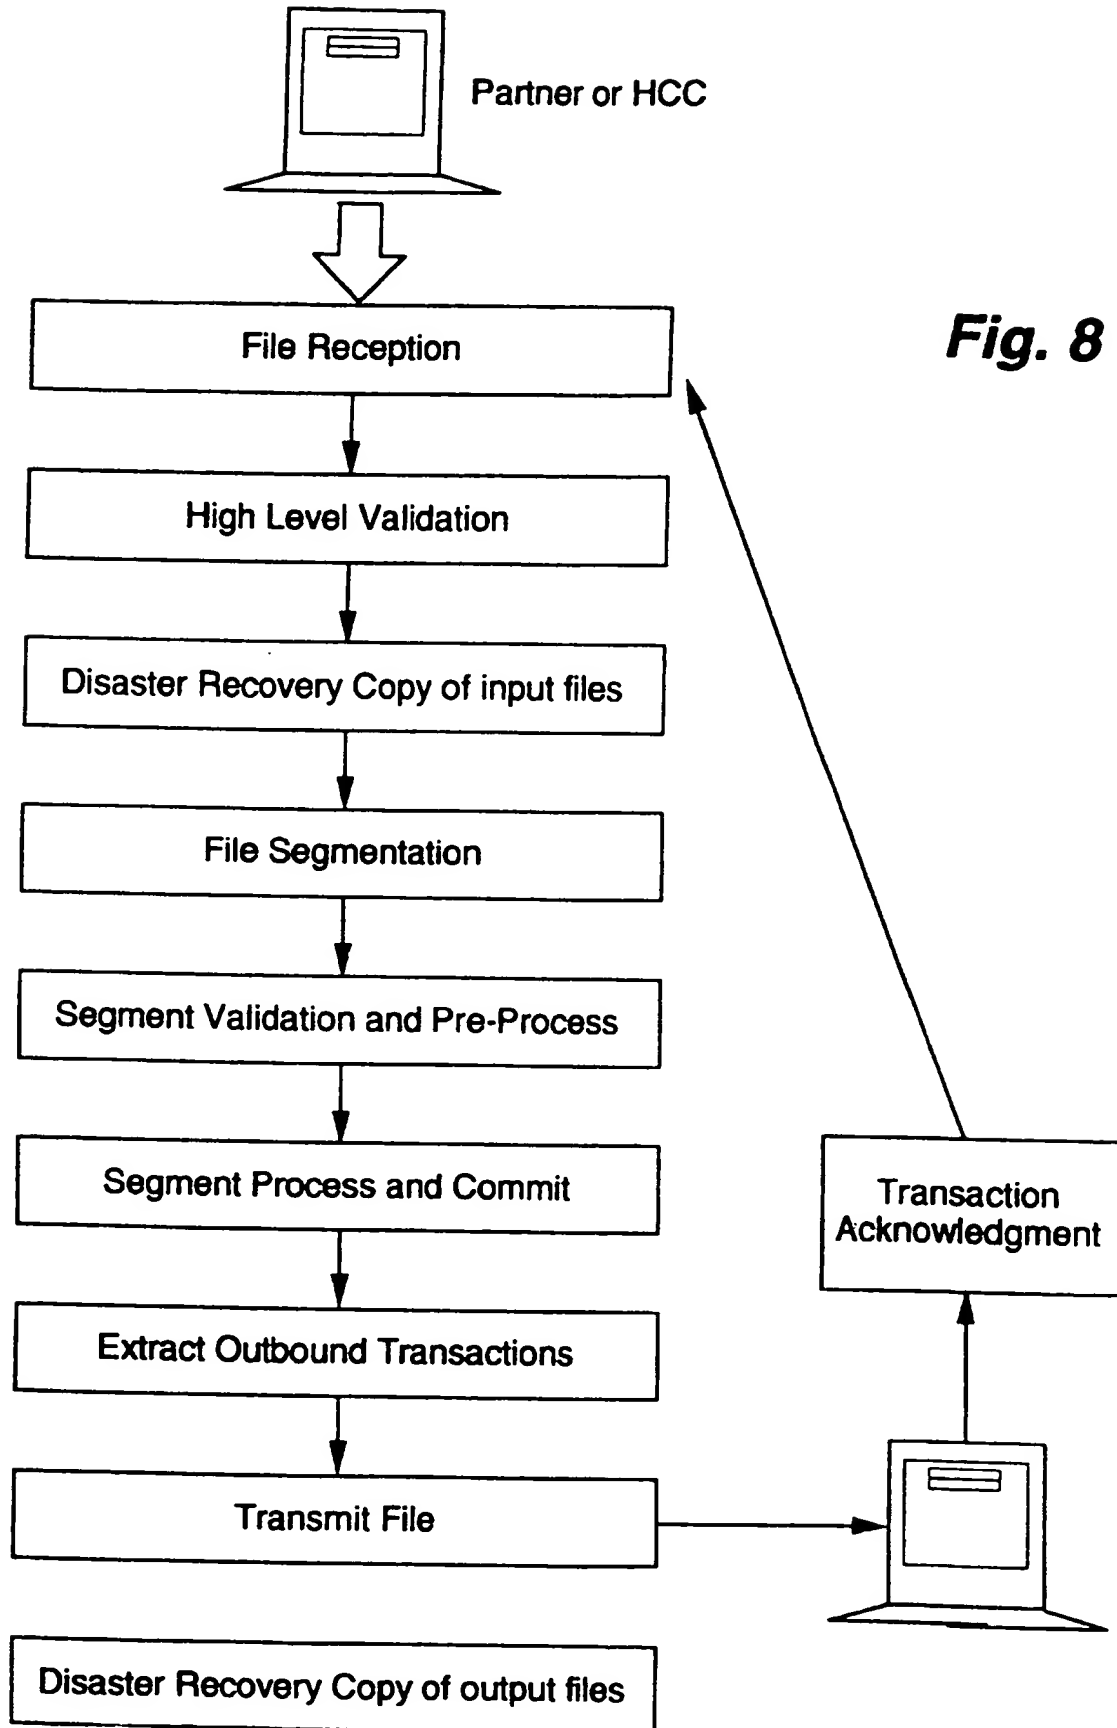 Partner or HCC
File Reception
Fig. 8
High Level Validation
Disaster Recovery Copy of input files
File Segmentation
Segment Validation and Pre-Process
Segment Process and Commit
Transaction
Acknowledgment
Extract Outbound Transactions
Transmit File
Disaster Recovery Copy of output files